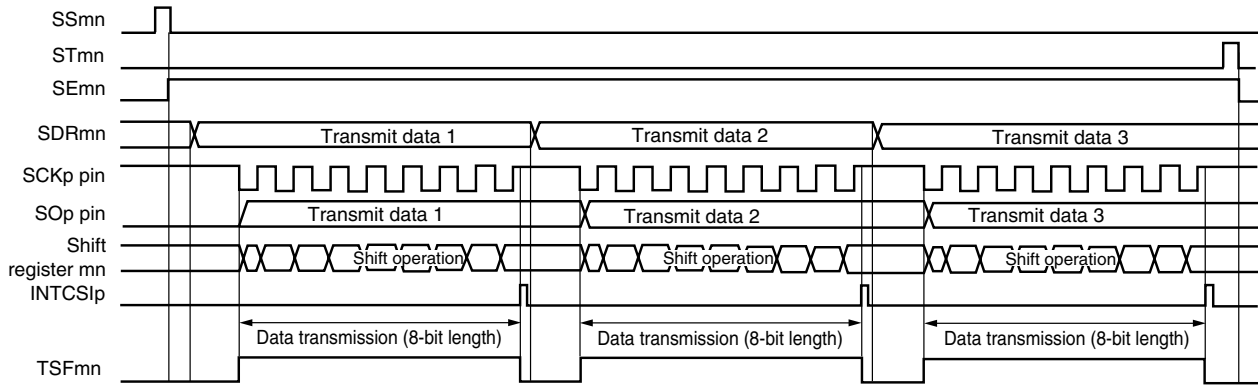 SSmn
STmn
SEmn
SDRmn Transmit data 1 Transmit data 2 Transmit data 3
SCKp pin
SOp pin Transmit data 1 Transmit data 2 Transmit data 3
Shift
register mn Shift operation Shift operation Shift operation
INTCSIp
Data transmission (8-bit length) Data transmission (8-bit length) Data transmission (8-bit length)
TSFmn